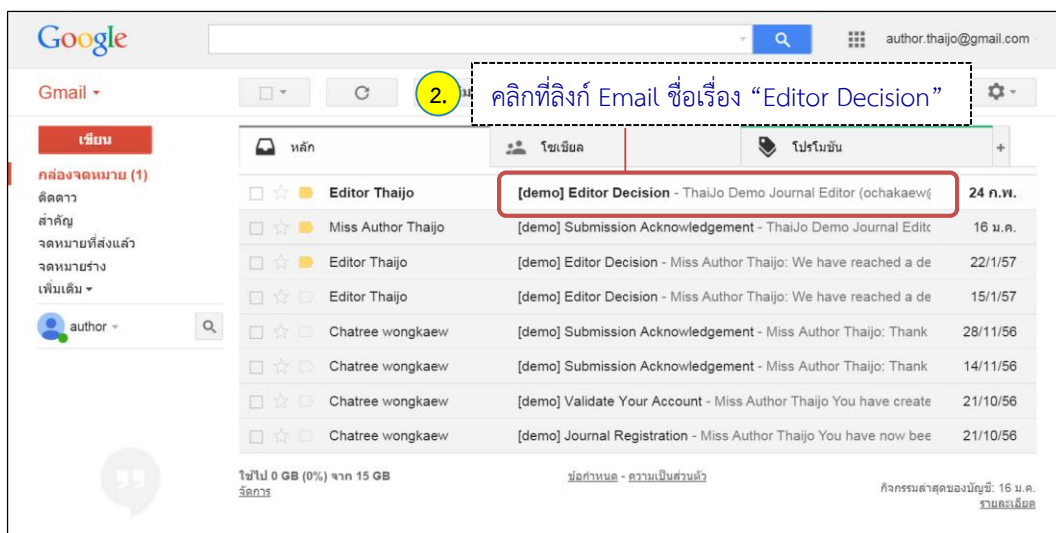 Google
author.thaijo@gmail.com
Gmail
2.
คลิกที่ลิงก์ Email ชื่อเรื่อง “Editor Decision”
เขียน
หลัก
โซเชียล
โปรโมชัน
+
กล่องจดหมาย (1)
ติดดาว
สำคัญ
จดหมายที่ส่งแล้ว
จดหมายร่าง
เพิ่มเติม
author
Editor Thaijo [demo] Editor Decision - ThaiJo Demo Journal Editor (ochakaew@ 24 ก.พ.
Miss Author Thaijo [demo] Submission Acknowledgement - ThaiJo Demo Journal Edito 16 ม.ค.
Editor Thaijo [demo] Editor Decision - Miss Author Thaijo: We have reached a de 22/1/57
Editor Thaijo [demo] Editor Decision - Miss Author Thaijo: We have reached a de 15/1/57
Chatree wongkaew [demo] Submission Acknowledgement - Miss Author Thaijo: Thank 28/11/56
Chatree wongkaew [demo] Submission Acknowledgement - Miss Author Thaijo: Thank 14/11/56
Chatree wongkaew [demo] Validate Your Account - Miss Author Thaijo You have create 21/10/56
Chatree wongkaew [demo] Journal Registration - Miss Author Thaijo You have now bee 21/10/56
ใช้ไป 0 GB (0%) จาก 15 GB
จัดการ
ข้อกำหนด - ความเป็นส่วนตัว
กิจกรรมล่าสุดของบัญชี: 16 ม.ค.
รายละเอียด